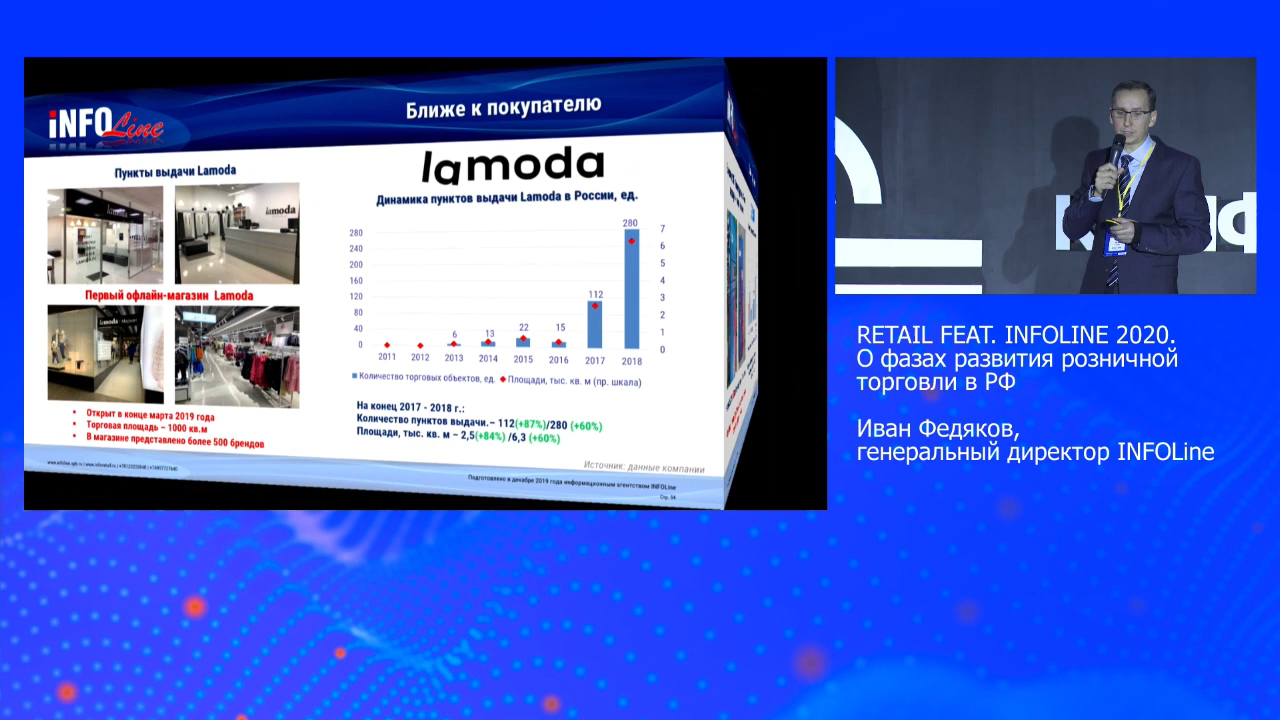 iNFOLine
Ближе к покупателю
Пункты выдачи Lamoda
lamoda
lamoda
Первый офлайн-магазин Lamoda
• Открыт в конце марта 2019 года
• Торговая площадь – 1000 кв.м
• В магазине представлено более 500 брендов
lamoda
Динамика пунктов выдачи Lamoda в России, ед.
280
240
200
160
120
80
40
0
6
13
22
15
112
280
7
6
5
4
3
2
1
0
2011 2012 2013 2014 2015 2016 2017 2018
Количество торговых объектов, ед. Площади, тыс. кв. м (пр. шкала)
На конец 2017 - 2018 г.:
Количество пунктов выдачи.– 112(+87%)/280 (+60%)
Площади, тыс. кв. м – 2,5(+84%) /6,3 (+60%)
Источник: данные компании
Подготовлено в декабре 2019 года информационным агентством INFOLine
Стр. 54
RETAIL FEAT. INFOLINE 2020.
О фазах развития розничной
торговли в РФ
Иван Федяков,
генеральный директор INFOLine